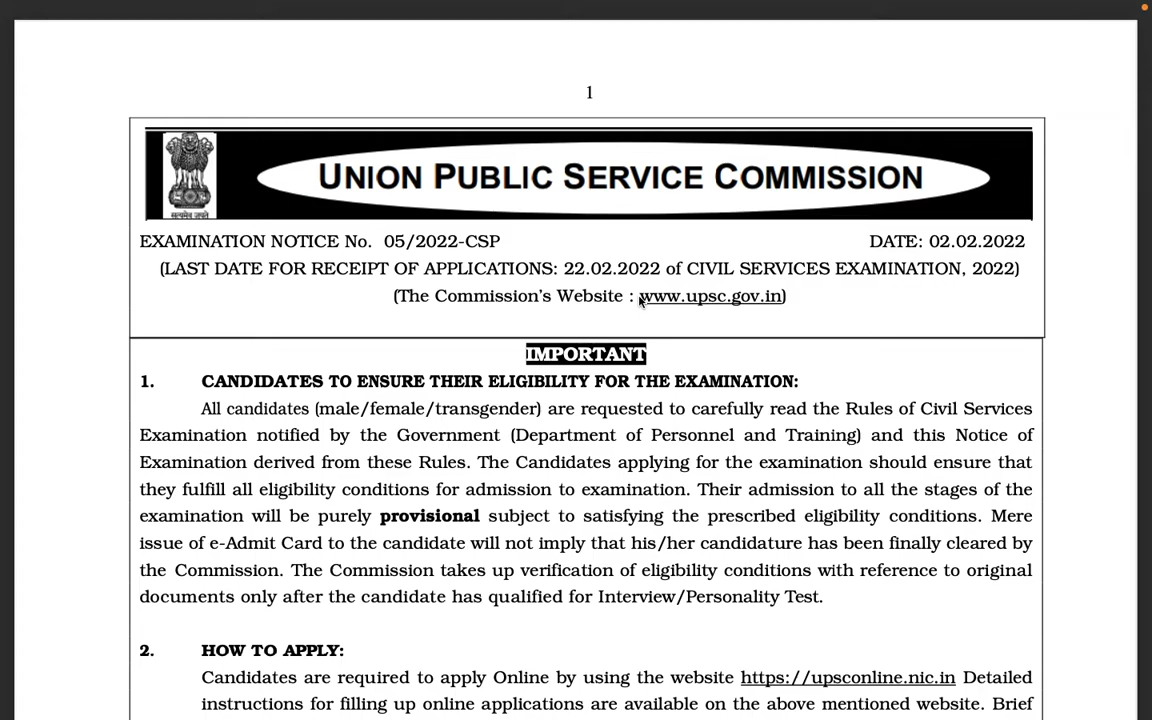 1
UNION PUBLIC SERVICE COMMISSION
सत्यमेव जयते
EXAMINATION NOTICE No. 05/2022-CSP DATE: 02.02.2022
(LAST DATE FOR RECEIPT OF APPLICATIONS: 22.02.2022 of CIVIL SERVICES EXAMINATION, 2022)
(The Commission’s Website : www.upsc.gov.in)
IMPORTANT
1. CANDIDATES TO ENSURE THEIR ELIGIBILITY FOR THE EXAMINATION:
All candidates (male/female/transgender) are requested to carefully read the Rules of Civil Services
Examination notified by the Government (Department of Personnel and Training) and this Notice of
Examination derived from these Rules. The Candidates applying for the examination should ensure that
they fulfill all eligibility conditions for admission to examination. Their admission to all the stages of the
examination will be purely provisional subject to satisfying the prescribed eligibility conditions. Mere
issue of e-Admit Card to the candidate will not imply that his/her candidature has been finally cleared by
the Commission. The Commission takes up verification of eligibility conditions with reference to original
documents only after the candidate has qualified for Interview/Personality Test.
2. HOW TO APPLY:
Candidates are required to apply Online by using the website https://upsconline.nic.in Detailed
instructions for filling up online applications are available on the above mentioned website. Brief